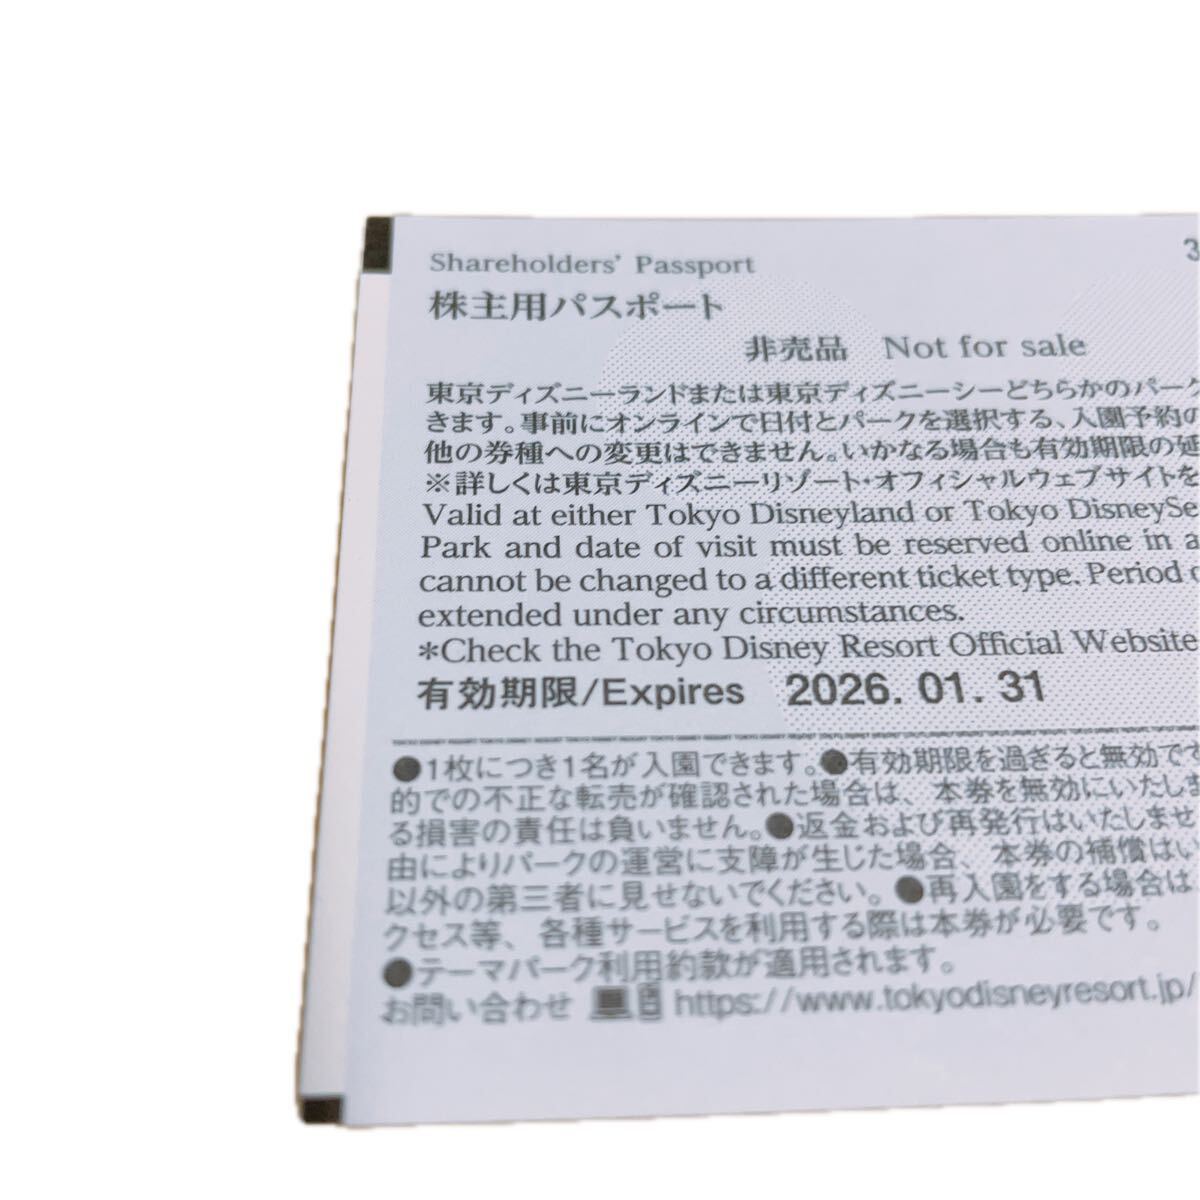 Shareholders' Passport 3
株主用パスポート
非売品 Not for sale
東京ディズニーランドまたは東京ディズニーシーどちらかのパーク
きます。事前にオンラインで日付とパークを選択する、入園予約の
他の券種への変更はできません。いかなる場合も有効期限の延
※詳しくは東京ディズニーリゾート・オフィシャルウェブサイトを
Valid at either Tokyo Disneyland or Tokyo DisneySe
Park and date of visit must be reserved online in a
cannot be changed to a different ticket type. Period o
extended under any circumstances.
*Check the Tokyo Disney Resort Official Website
有効期限/Expires 2026. 01. 31
●1枚につき1名が入園できます。●有効期限を過ぎると無効です
的での不正な転売が確認された場合は、本券を無効にいたしま
る損害の責任は負いません。●返金および再発行はいたしませ
由によりパークの運営に支障が生じた場合、本券の補償はい
以外の第三者に見せないでください。●再入園をする場合は
クセス等、各種サービスを利用する際は本券が必要です。
●テーマパーク利用約款が適用されます。
お問い合わせ https://www.tokyodisneyresort.jp/